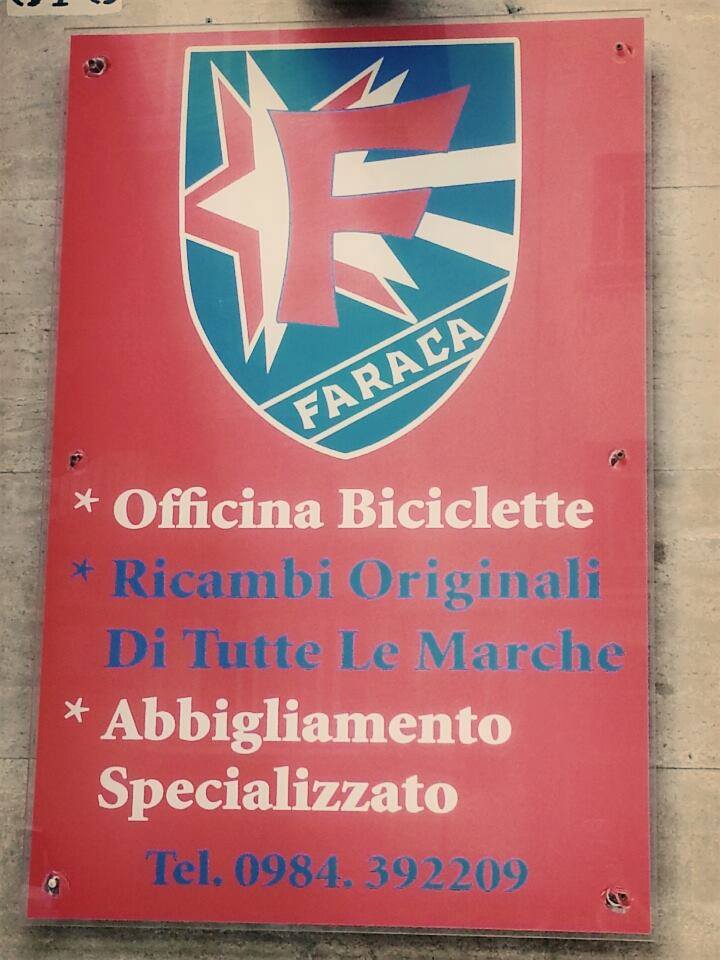 F
FARACA
* Officina Biciclette
* Ricambi Originali
Di Tutte Le Marche
* Abbigliamento
Specializzato
Tel. 0984. 392209